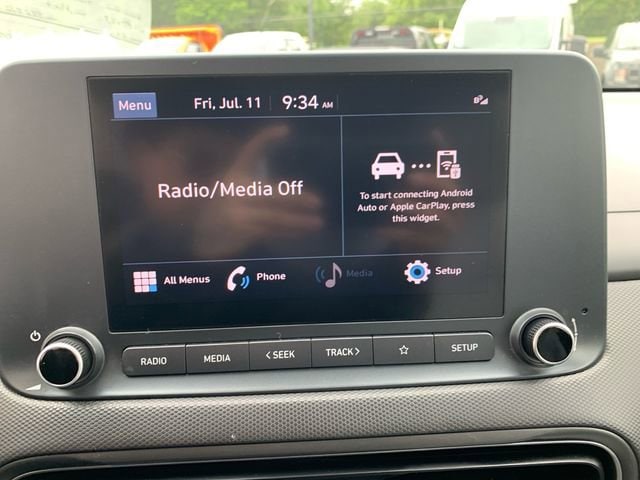 Menu Fri, Jul. 11 9:34 AM
Radio/Media Off
To start connecting Android
Auto or Apple CarPlay, press
this widget.
All Menus Phone Media Setup
RADIO MEDIA < SEEK TRACK > ☆ SETUP